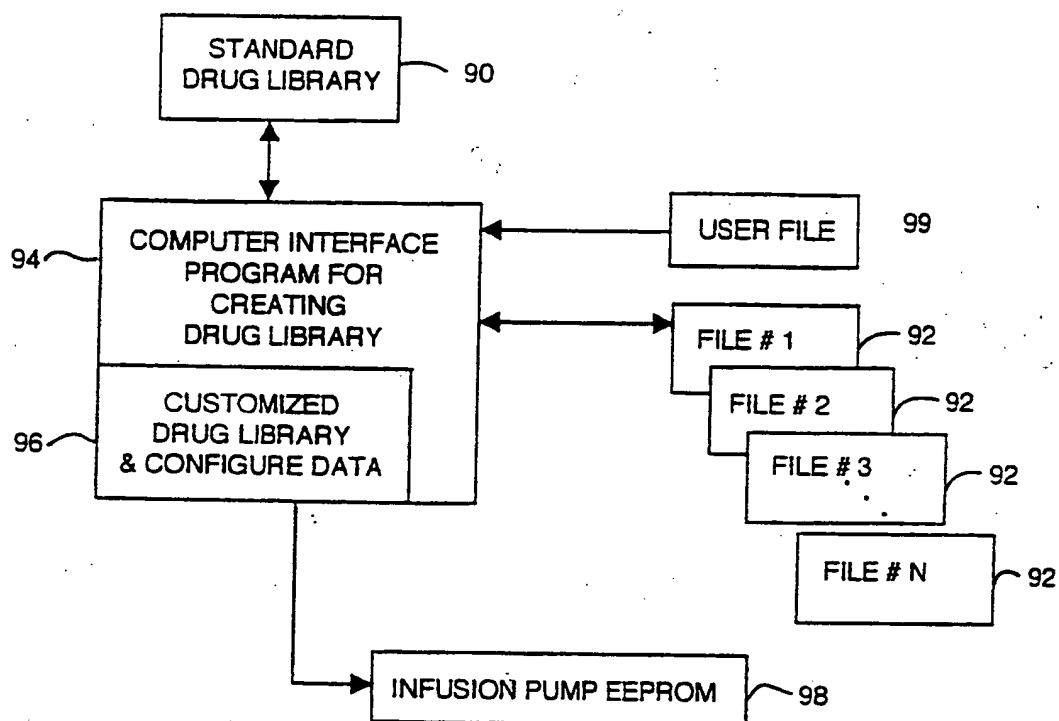 STANDARD
DRUG LIBRARY
90
COMPUTER INTERFACE
PROGRAM FOR
CREATING
DRUG LIBRARY
94
USER FILE
99
FILE # 1
92
FILE # 2
92
FILE # 3
92
FILE # N
92
CUSTOMIZED
DRUG LIBRARY
& CONFIGURE DATA
96
INFUSION PUMP EEPROM
98